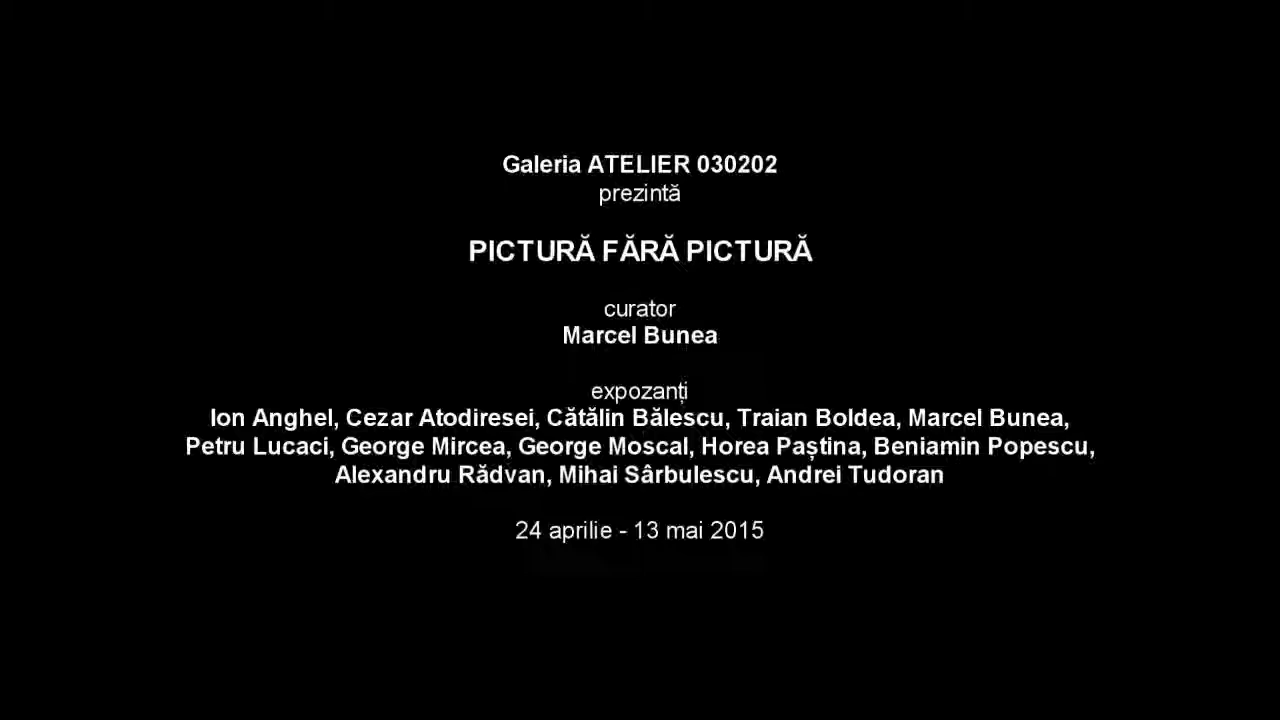 Galeria ATELIER 030202
prezintă
PICTURĂ FĂRĂ PICTURĂ
curator
Marcel Bunea
expozanți
Ion Anghel, Cezar Atodiresei, Cătălin Bălescu, Traian Boldea, Marcel Bunea,
Petru Lucaci, George Mircea, George Moscal, Horea Paștina, Beniamin Popescu,
Alexandru Rădvan, Mihai Sârbulescu, Andrei Tudoran
24 aprilie - 13 mai 2015